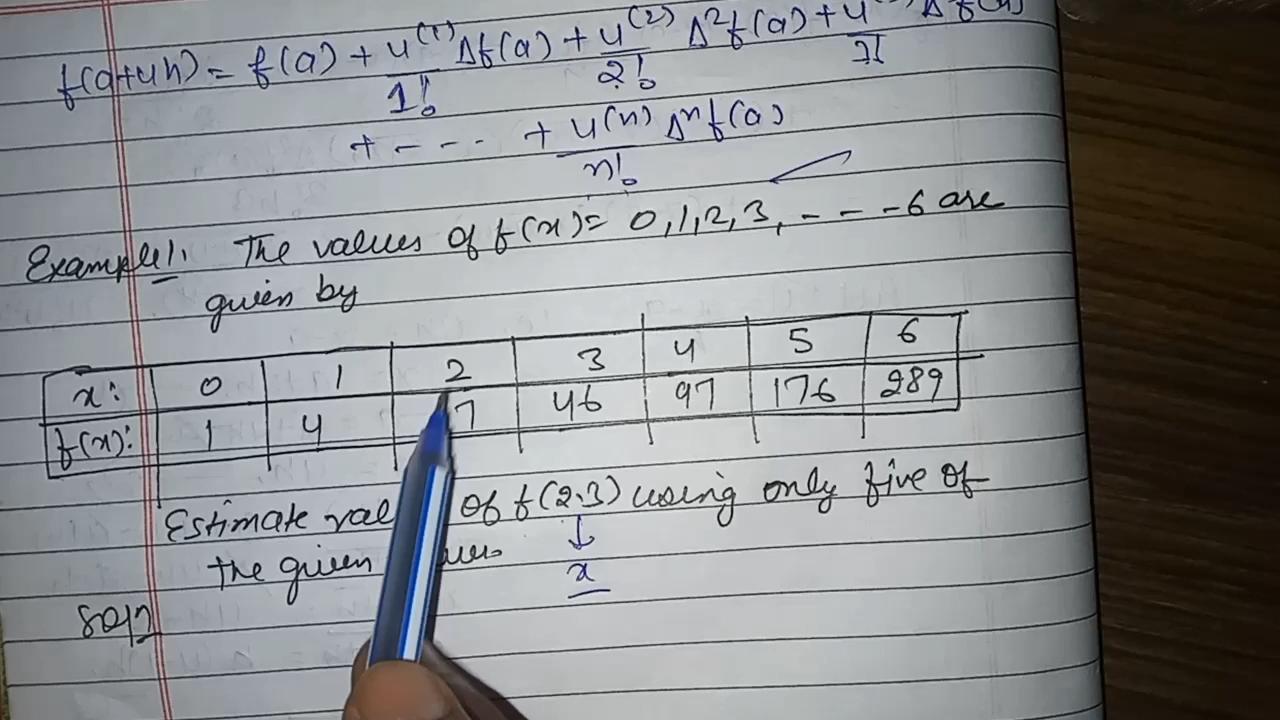 f(a+uh) = f(a) + u^(1)/1! Δf(a) + u^(2)/2! Δ²f(a) + u
+ - - - - + u^(n)/n! Δⁿf(a)
Example 1. The values of f(x) = 0, 1, 2, 3, - - - - 6 are
given by
x: 0 1 2 3 4 5 6
f(x): 1 4 7 46 97 176 289
Estimate of f(2.3) using only five of
the given
x
Solⁿ